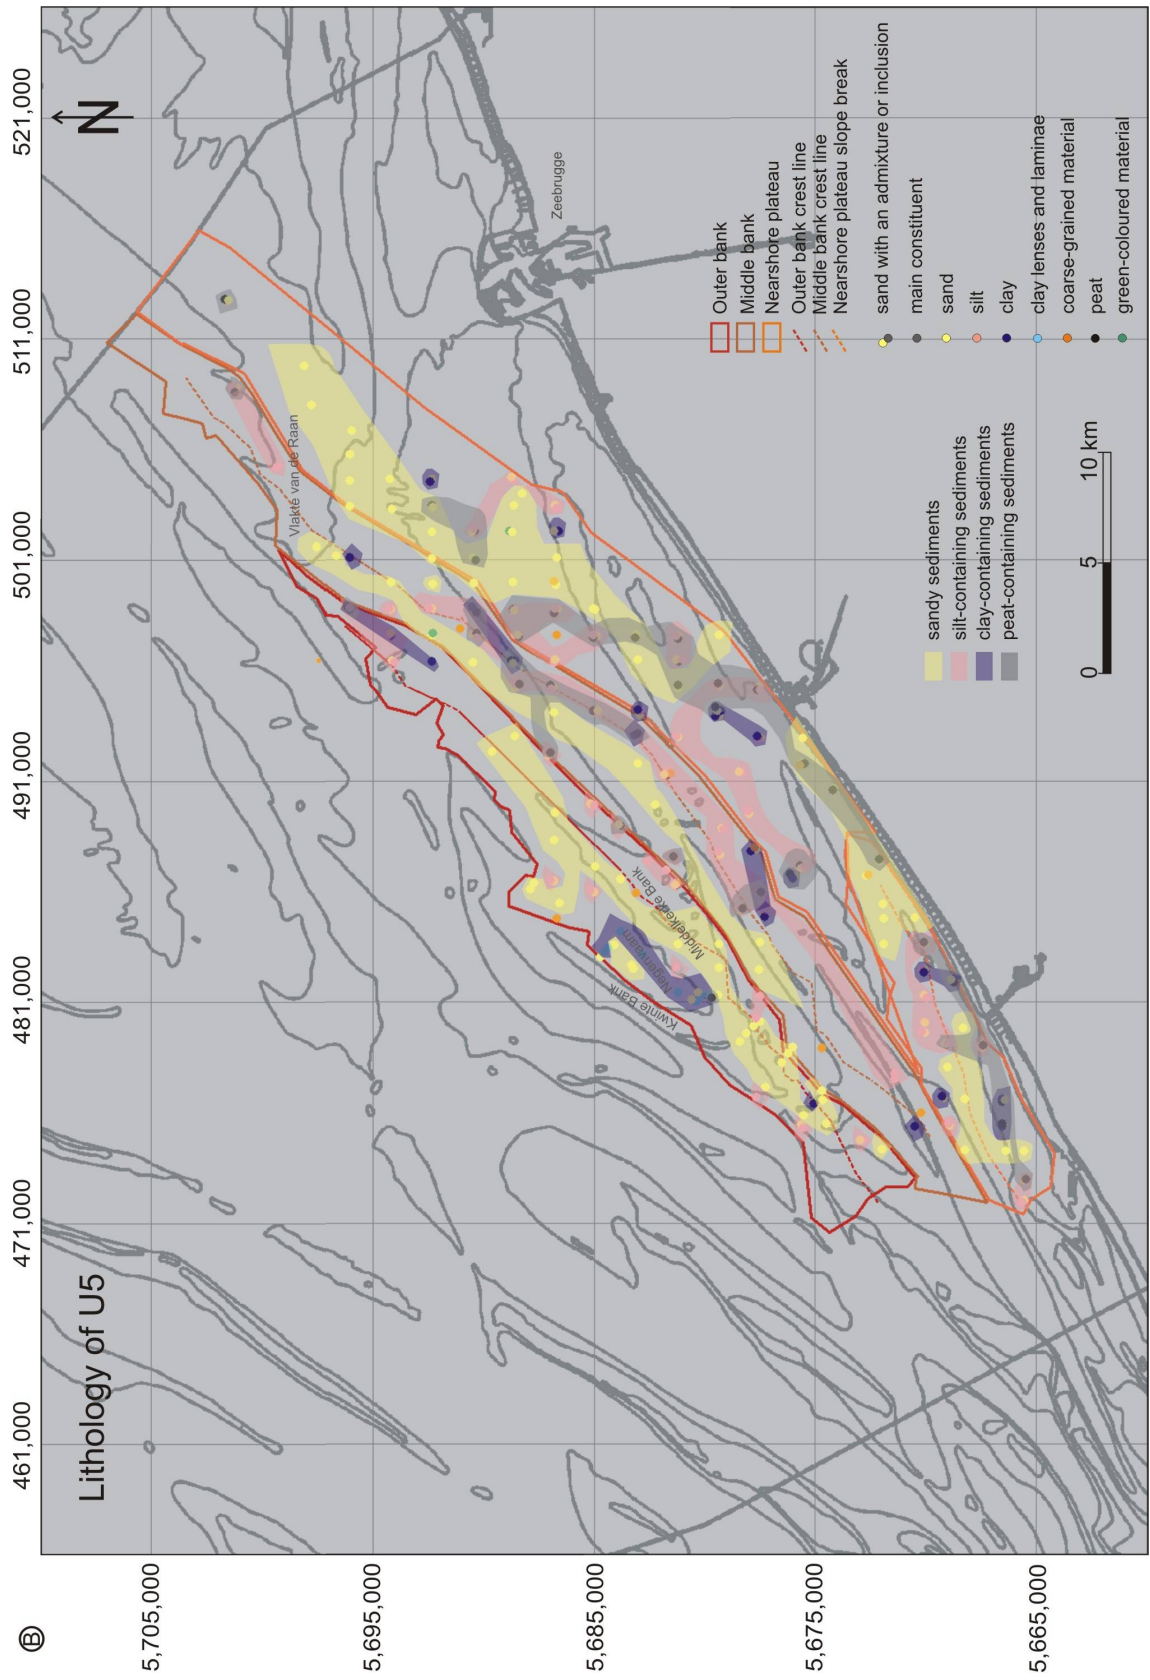 B
Lithology of U5
461,000
471,000
481,000
491,000
501,000
511,000
521,000
5,705,000
5,695,000
5,685,000
5,675,000
5,665,000
N
Vlakte van de Raan
Zeebrugge
Kwinte Bank
Negenvaam
Middelkerke Bank
sandy sediments
silt-containing sediments
clay-containing sediments
peat-containing sediments
0 5 10 km
Outer bank
Middle bank
Nearshore plateau
Outer bank crest line
Middle bank crest line
Nearshore plateau slope break
sand with an admixture or inclusion
main constituent
sand
silt
clay
clay lenses and laminae
coarse-grained material
peat
green-coloured material